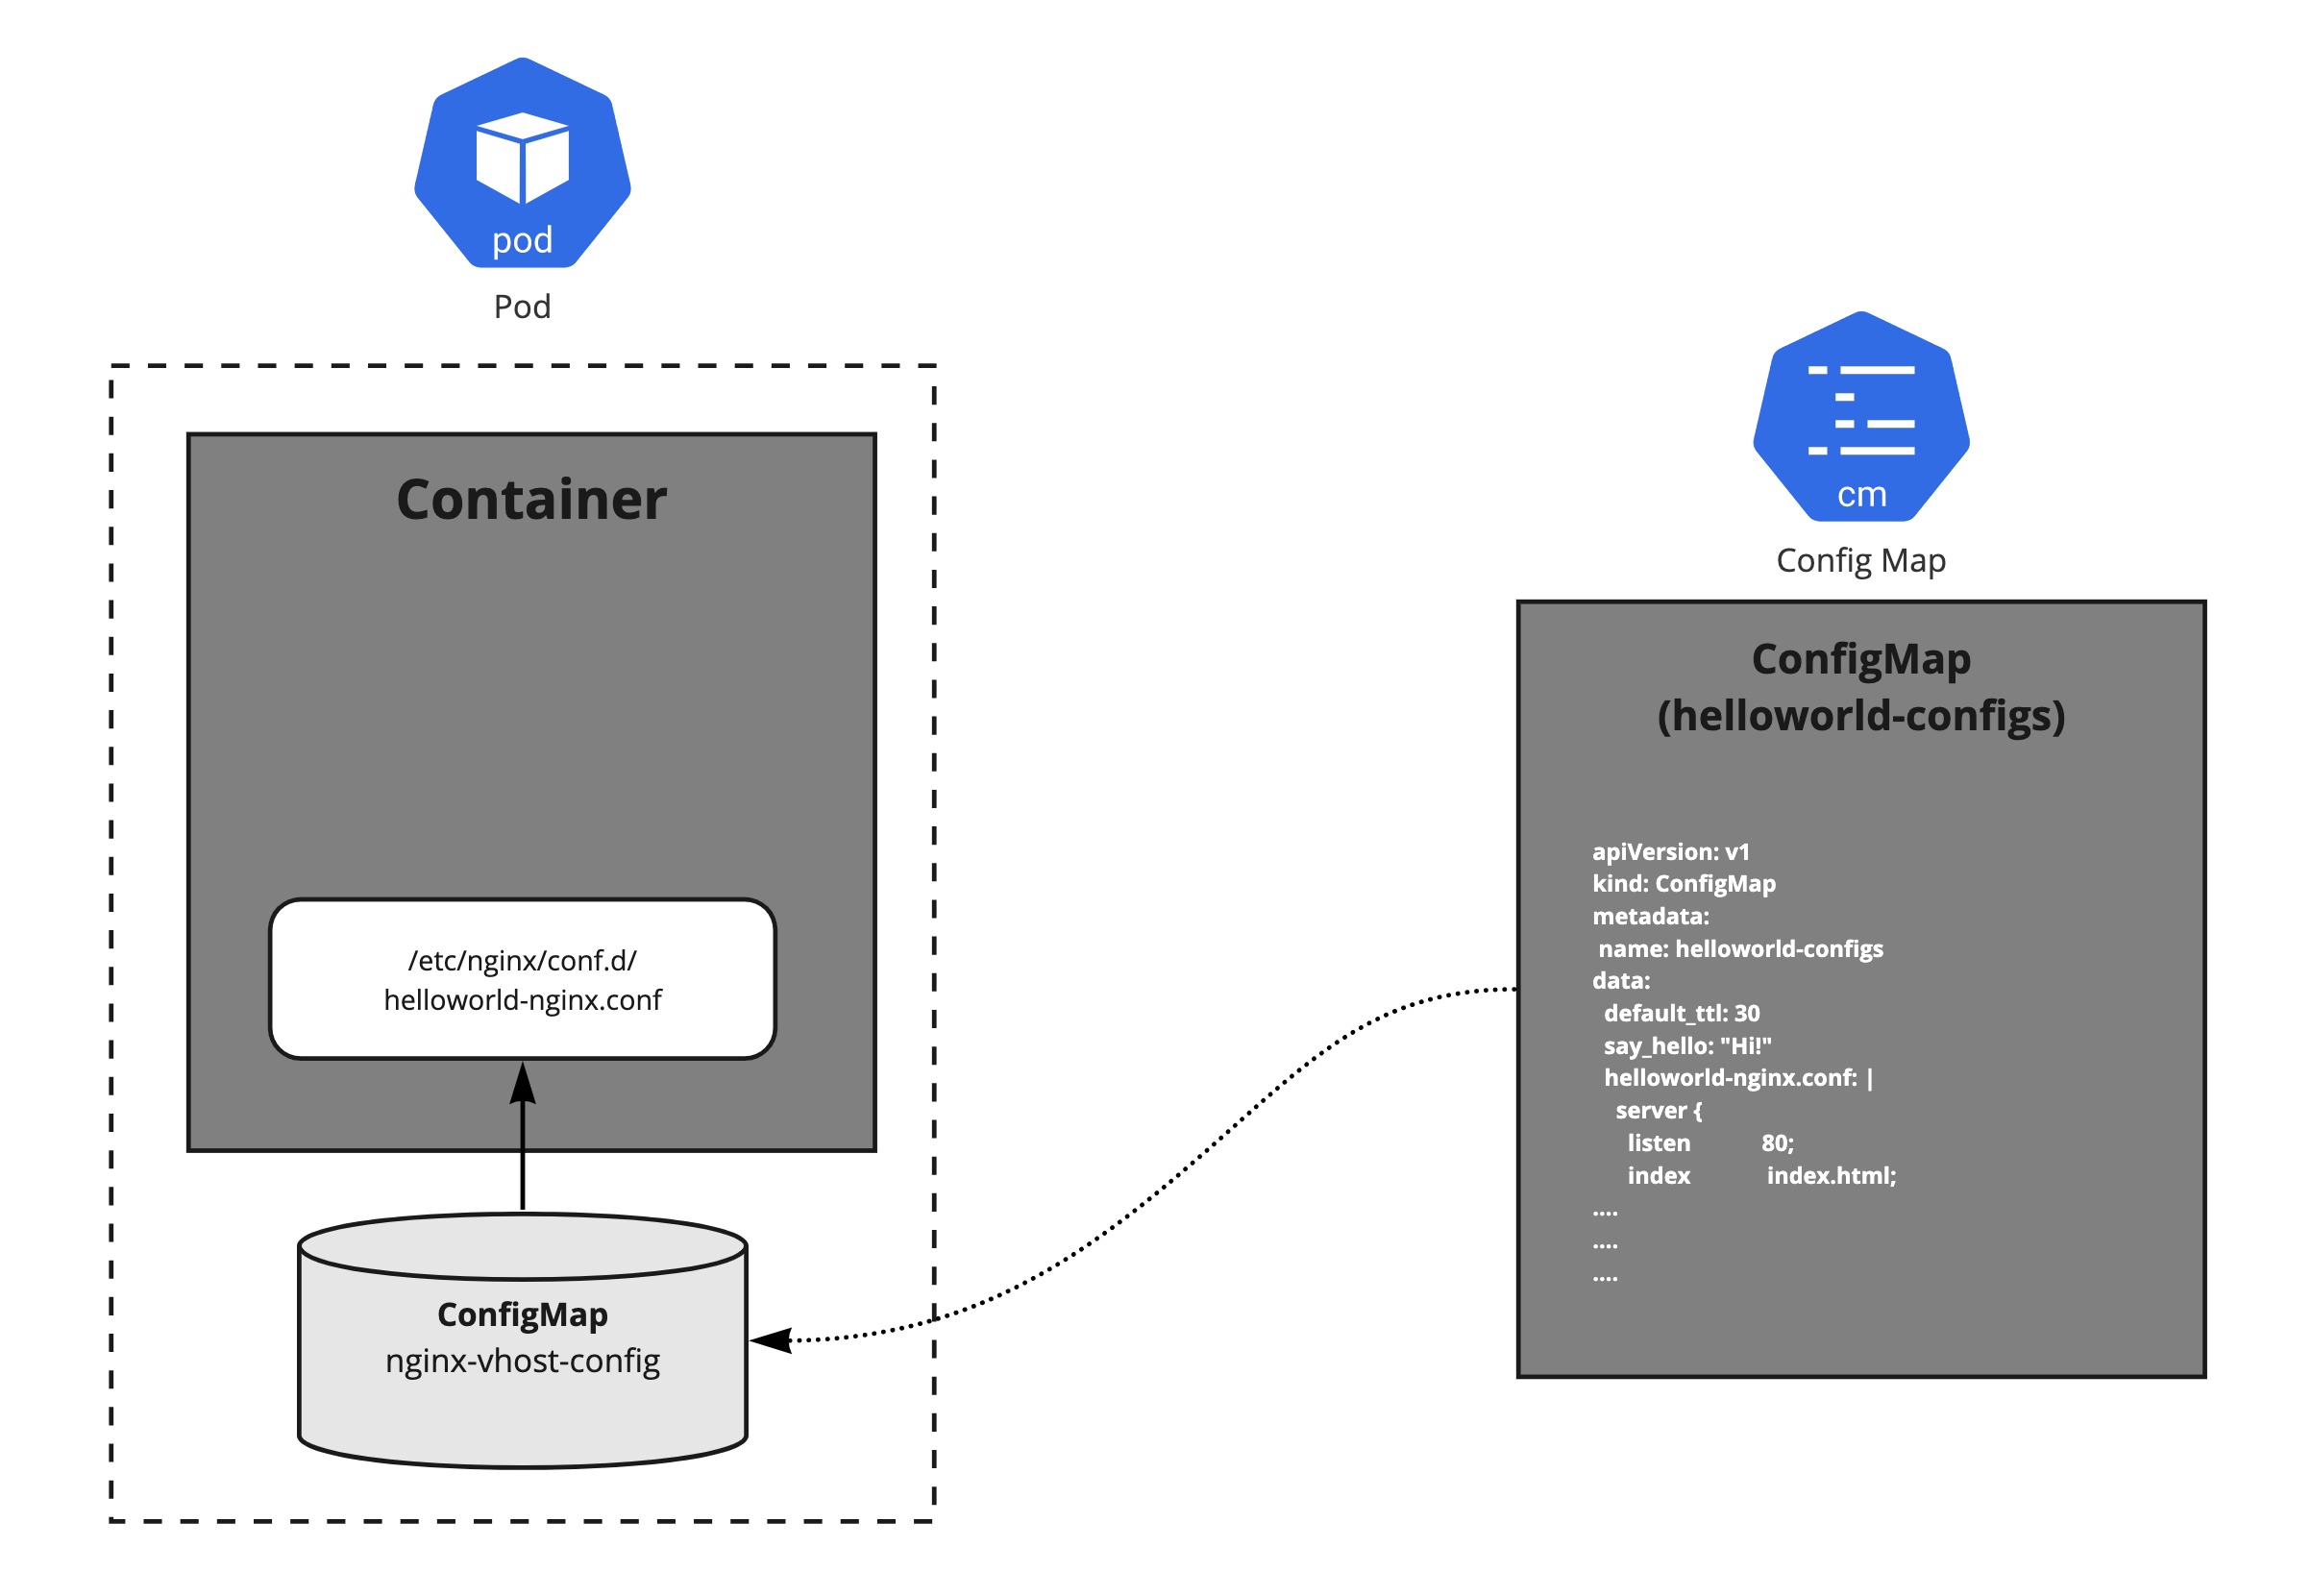 pod
Pod
Container
/etc/nginx/conf.d/
helloworld-nginx.conf
ConfigMap
nginx-vhost-config
cm
Config Map
ConfigMap
(helloworld-configs)
apiVersion: v1
kind: ConfigMap
metadata:
 name: helloworld-configs
data:
  default_ttl: 30
  say_hello: "Hi!"
  helloworld-nginx.conf: |
    server {
      listen            80;
      index             index.html;
....
....
....